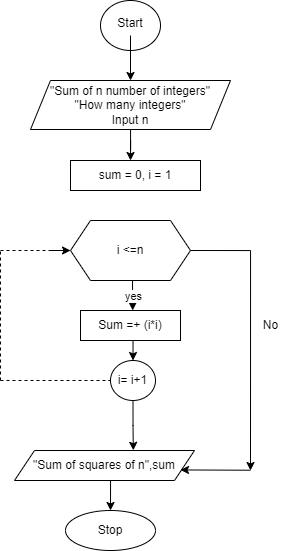 Start
"Sum of n number of integers"
"How many integers"
Input n
sum = 0, i = 1
i <=n
yes
Sum =+ (i*i)
No
i= i+1
"Sum of squares of n",sum
Stop